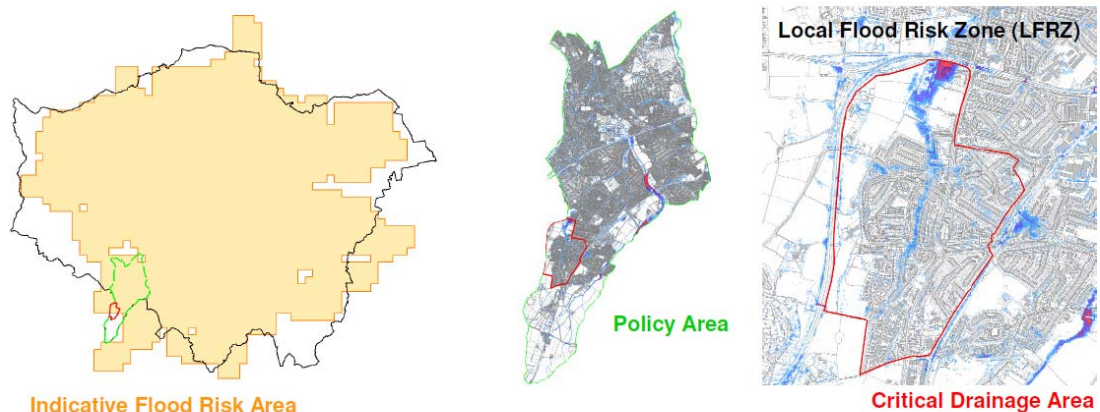 Local Flood Risk Zone (LFRZ)
Policy Area
Indicative Flood Risk Area
Critical Drainage Area